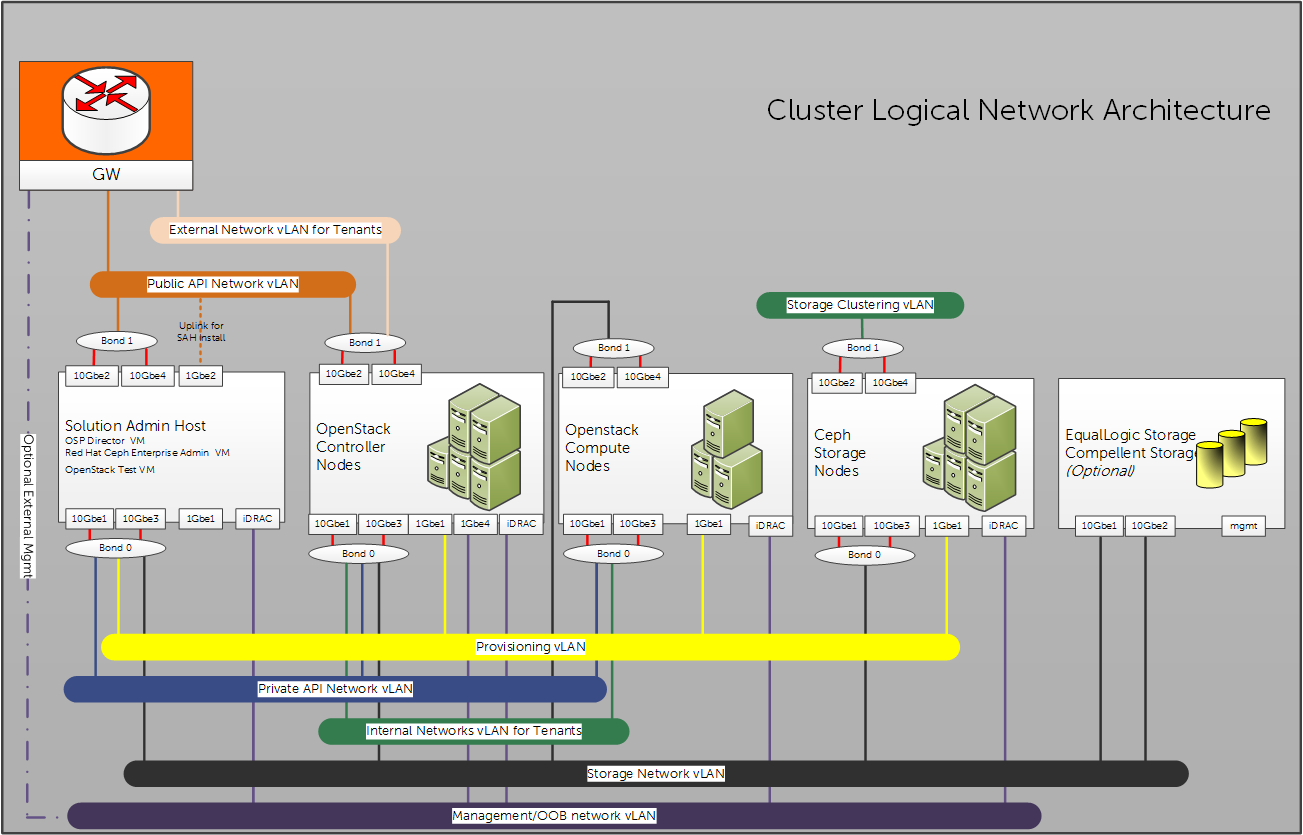 Cluster Logical Network Architecture
GW
External Network vLAN for Tenants
Public API Network vLAN
Storage Clustering vLAN
Uplink for
SAH Install
Bond 1
Bond 1
Bond 1
Bond 1
10Gbe2
10Gbe4
1Gbe2
10Gbe2
10Gbe4
10Gbe2
10Gbe4
10Gbe2
10Gbe4
Solution Admin Host
OSP Director VM
Red Hat Ceph Enterprise Admin VM
OpenStack Test VM
OpenStack
Controller
Nodes
Openstack
Compute
Nodes
Ceph
Storage
Nodes
EqualLogic Storage
Compellent Storage
(Optional)
10Gbe1
10Gbe3
1Gbe1
iDRAC
10Gbe1
10Gbe3
1Gbe1
1Gbe4
iDRAC
10Gbe1
10Gbe3
1Gbe1
iDRAC
10Gbe1
10Gbe3
1Gbe1
iDRAC
10Gbe1
10Gbe2
mgmt
Bond 0
Bond 0
Bond 0
Bond 0
Optional External Mgmt
Provisioning vLAN
Private API Network vLAN
Internal Networks vLAN for Tenants
Storage Network vLAN
Management/OOB network vLAN